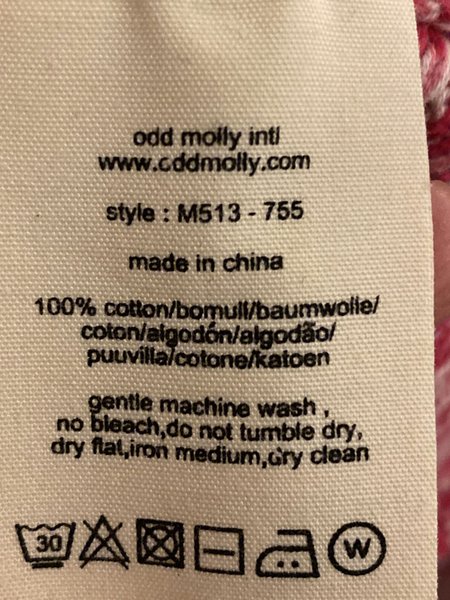 odd molly intl
www.oddmolly.com
style : M513 - 755
made in china
100% cotton/bomull/baumwolle/
coton/algodón/algodão/
puuvilla/cotone/katoen
gentle machine wash ,
no bleach,do not tumble dry,
dry flat,iron medium,dry clean
30 W